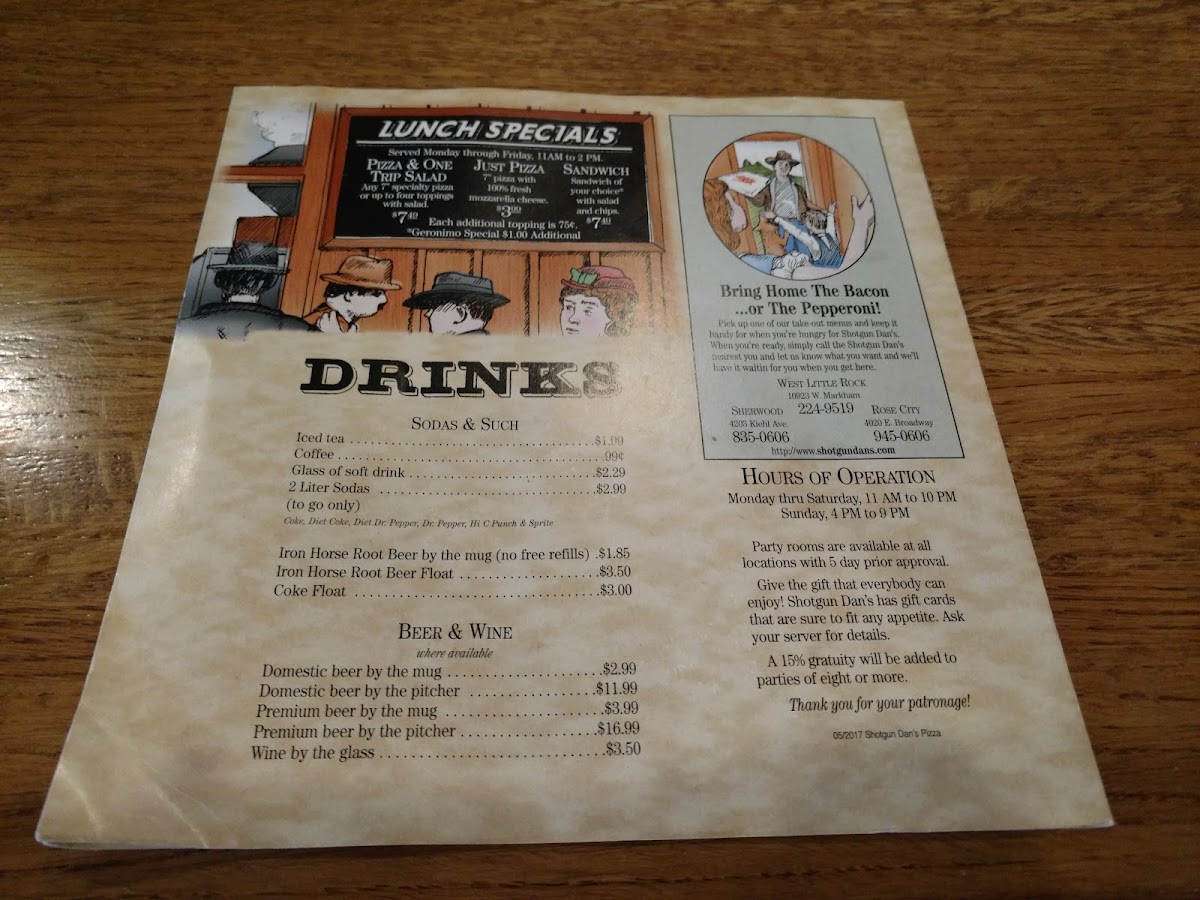 LUNCH SPECIALS
Served Monday through Friday, 11AM to 2 PM.
PIZZA & ONE
TRIP SALAD
Any 7" specialty pizza
or up to four toppings
with salad.
$7.49
JUST PIZZA
7" pizza with
100% fresh
mozzarella cheese.
$3.99
SANDWICH
Sandwich of
your choice*
with salad
and chips.
$7.49
Each additional topping is 75¢.
*Geronimo Special $1.00 Additional
DRINKS
SODAS & SUCH
Iced tea ........................................$1.99
Coffee ........................................99¢
Glass of soft drink ..............................$2.29
2 Liter Sodas ..................................$2.99
(to go only)
Coke, Diet Coke, Diet Dr. Pepper, Dr. Pepper, Hi C Punch & Sprite
Iron Horse Root Beer by the mug (no free refills) .$1.85
Iron Horse Root Beer Float ....................$3.50
Coke Float ....................................$3.00
BEER & WINE
where available
Domestic beer by the mug ......................$2.99
Domestic beer by the pitcher ..................$11.99
Premium beer by the mug ......................$3.99
Premium beer by the pitcher ....................$16.99
Wine by the glass ................................$3.50
Bring Home The Bacon
...or The Pepperoni!
Pick up one of our take-out menus and keep it
handy for when you're hungry for Shotgun Dan's.
When you're ready, simply call the Shotgun Dan's
nearest you and let us know what you want and we'll
have it waitin for you when you get here.
WEST LITTLE ROCK
10923 W. Markham
224-9519
SHERWOOD
4203 Kiehl Ave.
835-0606
ROSE CITY
4020 E. Broadway
945-0606
http://www.shotgundans.com
HOURS OF OPERATION
Monday thru Saturday, 11 AM to 10 PM
Sunday, 4 PM to 9 PM
Party rooms are available at all
locations with 5 day prior approval.
Give the gift that everybody can
enjoy! Shotgun Dan's has gift cards
that are sure to fit any appetite. Ask
your server for details.
A 15% gratuity will be added to
parties of eight or more.
Thank you for your patronage!
05/2017 Shotgun Dan's Pizza